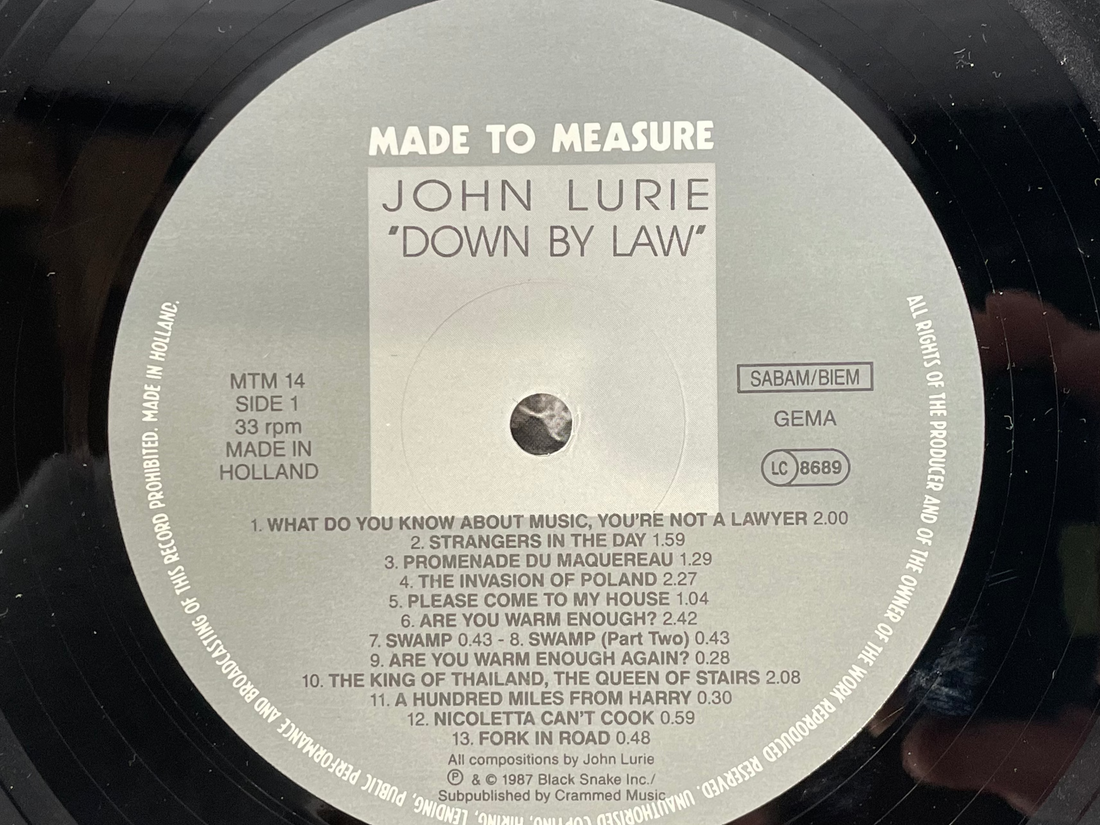 MADE TO MEASURE
JOHN LURIE
"DOWN BY LAW"
MTM 14
SIDE 1
33 rpm
MADE IN
HOLLAND
SABAM/BIEM
GEMA
LC 8689
1. WHAT DO YOU KNOW ABOUT MUSIC, YOU'RE NOT A LAWYER 2.00
2. STRANGERS IN THE DAY 1.59
3. PROMENADE DU MAQUEREAU 1.29
4. THE INVASION OF POLAND 2.27
5. PLEASE COME TO MY HOUSE 1.04
6. ARE YOU WARM ENOUGH? 2.42
7. SWAMP 0.43 - 8. SWAMP (Part Two) 0.43
9. ARE YOU WARM ENOUGH AGAIN? 0.28
10. THE KING OF THAILAND, THE QUEEN OF STAIRS 2.08
11. A HUNDRED MILES FROM HARRY 0.30
12. NICOLETTA CAN'T COOK 0.59
13. FORK IN ROAD 0.48
All compositions by John Lurie
℗ & © 1987 Black Snake Inc./
Subpublished by Crammed Music
ALL RIGHTS OF THE PRODUCER AND OF THE OWNER OF THE WORK REPRODUCED RESERVED. UNAUTHORISED COPYING, HIRING, LENDING, PUBLIC PERFORMANCE AND BROADCASTING OF THIS RECORD PROHIBITED. MADE IN HOLLAND.